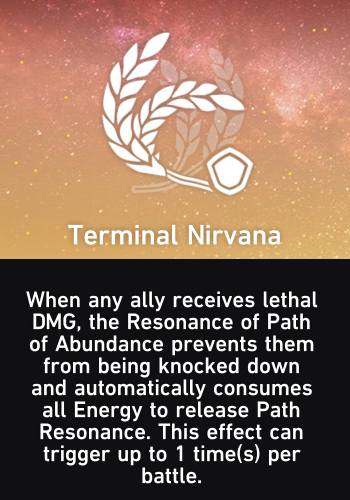 Terminal Nirvana
When any ally receives lethal
DMG, the Resonance of Path
of Abundance prevents them
from being knocked down
and automatically consumes
all Energy to release Path
Resonance. This effect can
trigger up to 1 time(s) per
battle.